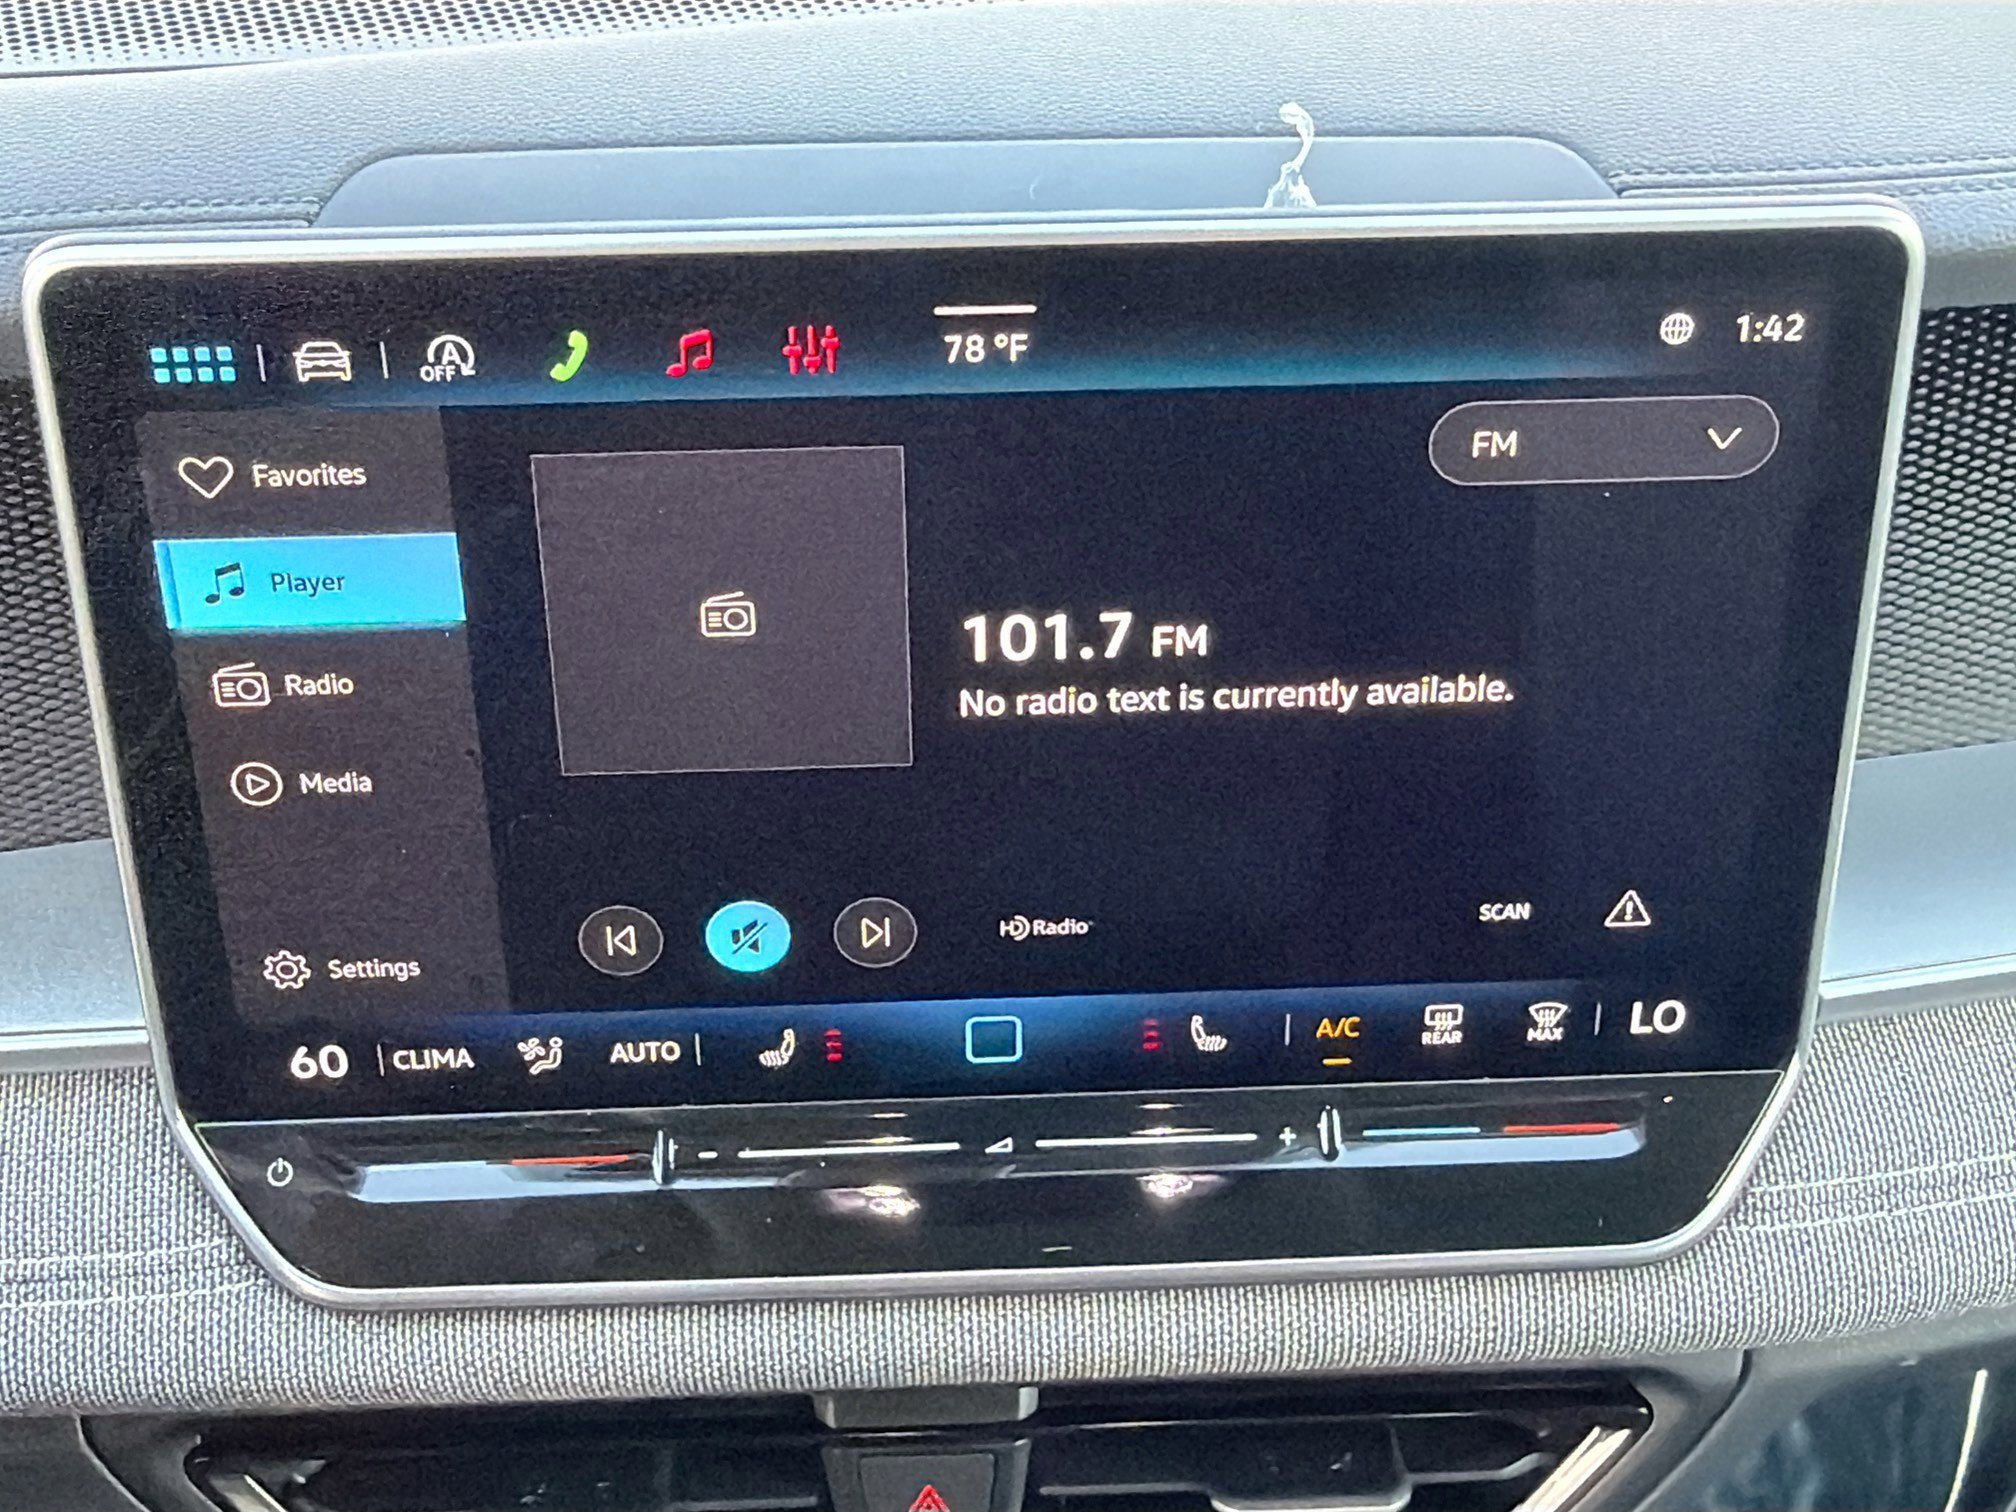 A
OFF
78 °F
1:42
Favorites
FM
Player
101.7 FM
Radio
No radio text is currently available.
Media
HD Radio
SCAN
Settings
60
CLIMA
AUTO
A/C
REAR
MAX
LO
- +